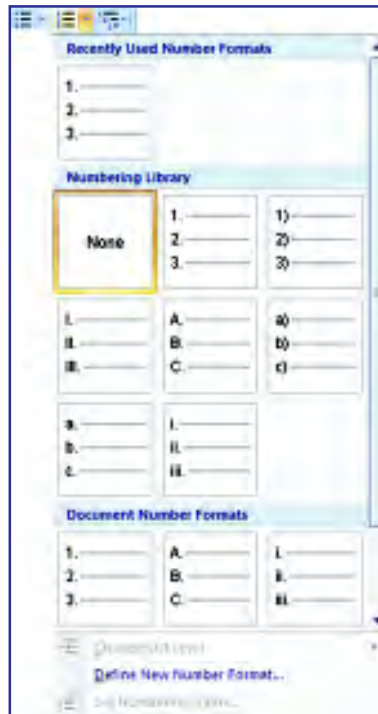 Recently Used Number Formats
1.
2.
3.
Numbering Library
None
1.
2.
3.
1)
2)
3)
I.
II.
III.
A.
B.
C.
a)
b)
c)
a.
b.
c.
i.
ii.
iii.
Document Number Formats
1.
2.
3.
A.
B.
C.
i.
ii.
iii.
Define New Number Format...